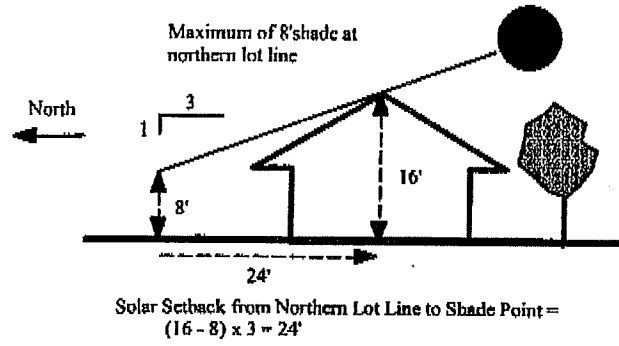 Maximum of 8'shade at
northern lot line
North
3
1
16'
8'
24'
Solar Setback from Northern Lot Line to Shade Point =
(16 - 8) x 3 = 24'